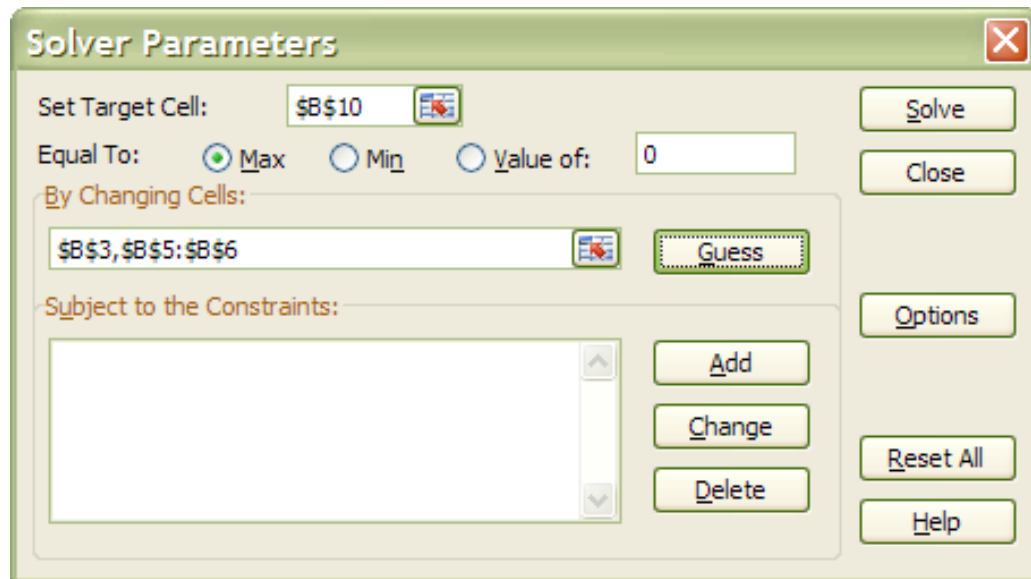 Solver Parameters
Set Target Cell: $B$10 Solve
Equal To: Max Min Value of: 0 Close
By Changing Cells:
$B$3,$B$5:$B$6 Guess
Subject to the Constraints: Options
Add
Change
Reset All
Delete
Help